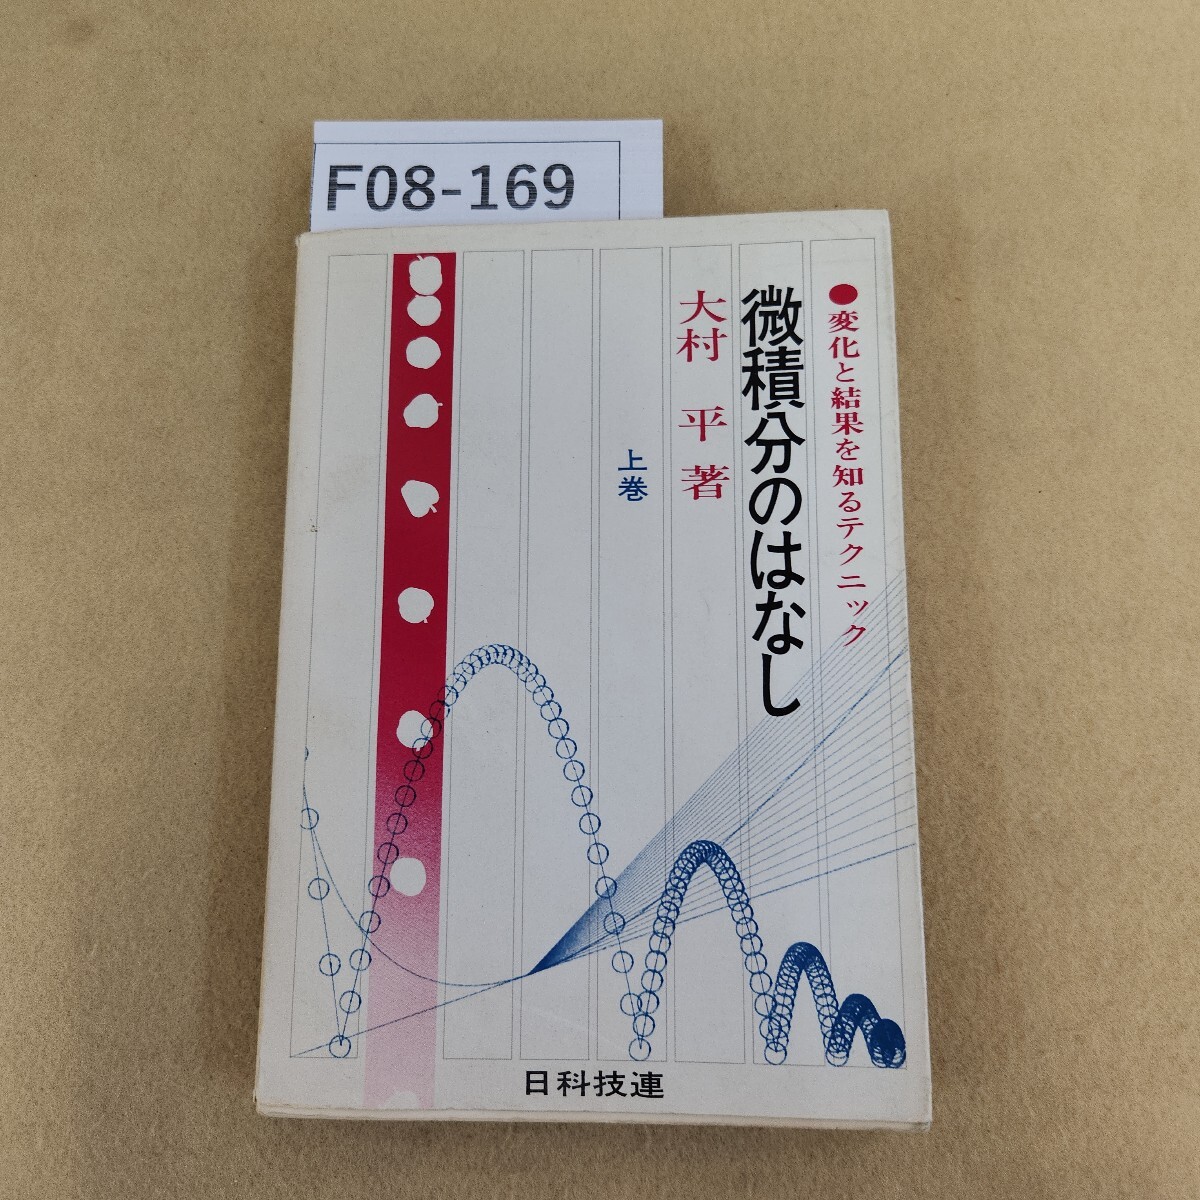 F08-169
●変化と結果を知るテクニック
微積分のはなし
大村 平 著
上巻
日科技連